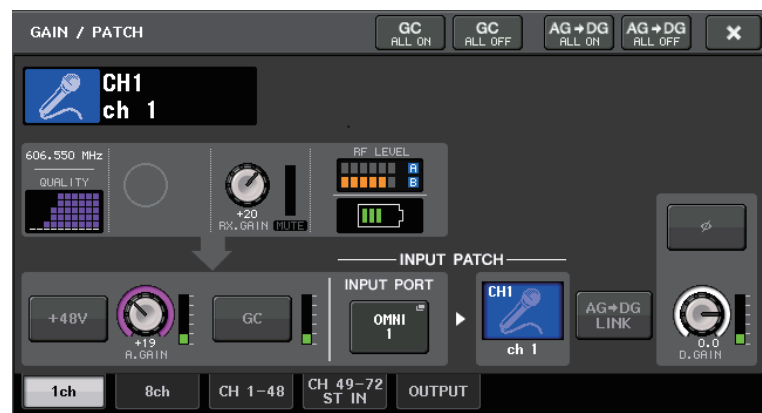 GAIN / PATCH
GC
ALL ON
GC
ALL OFF
AG→DG
ALL ON
AG→DG
ALL OFF
CH1
ch 1
606.550 MHz
QUALITY
+20
RX.GAIN MUTE
RF LEVEL
A
B
INPUT PATCH
+48V
+19
A.GAIN
GC
INPUT PORT
OMNI
1
CH1
ch 1
AG→DG
LINK
ø
0.0
D.GAIN
1ch
8ch
CH 1-48
CH 49-72
ST IN
OUTPUT